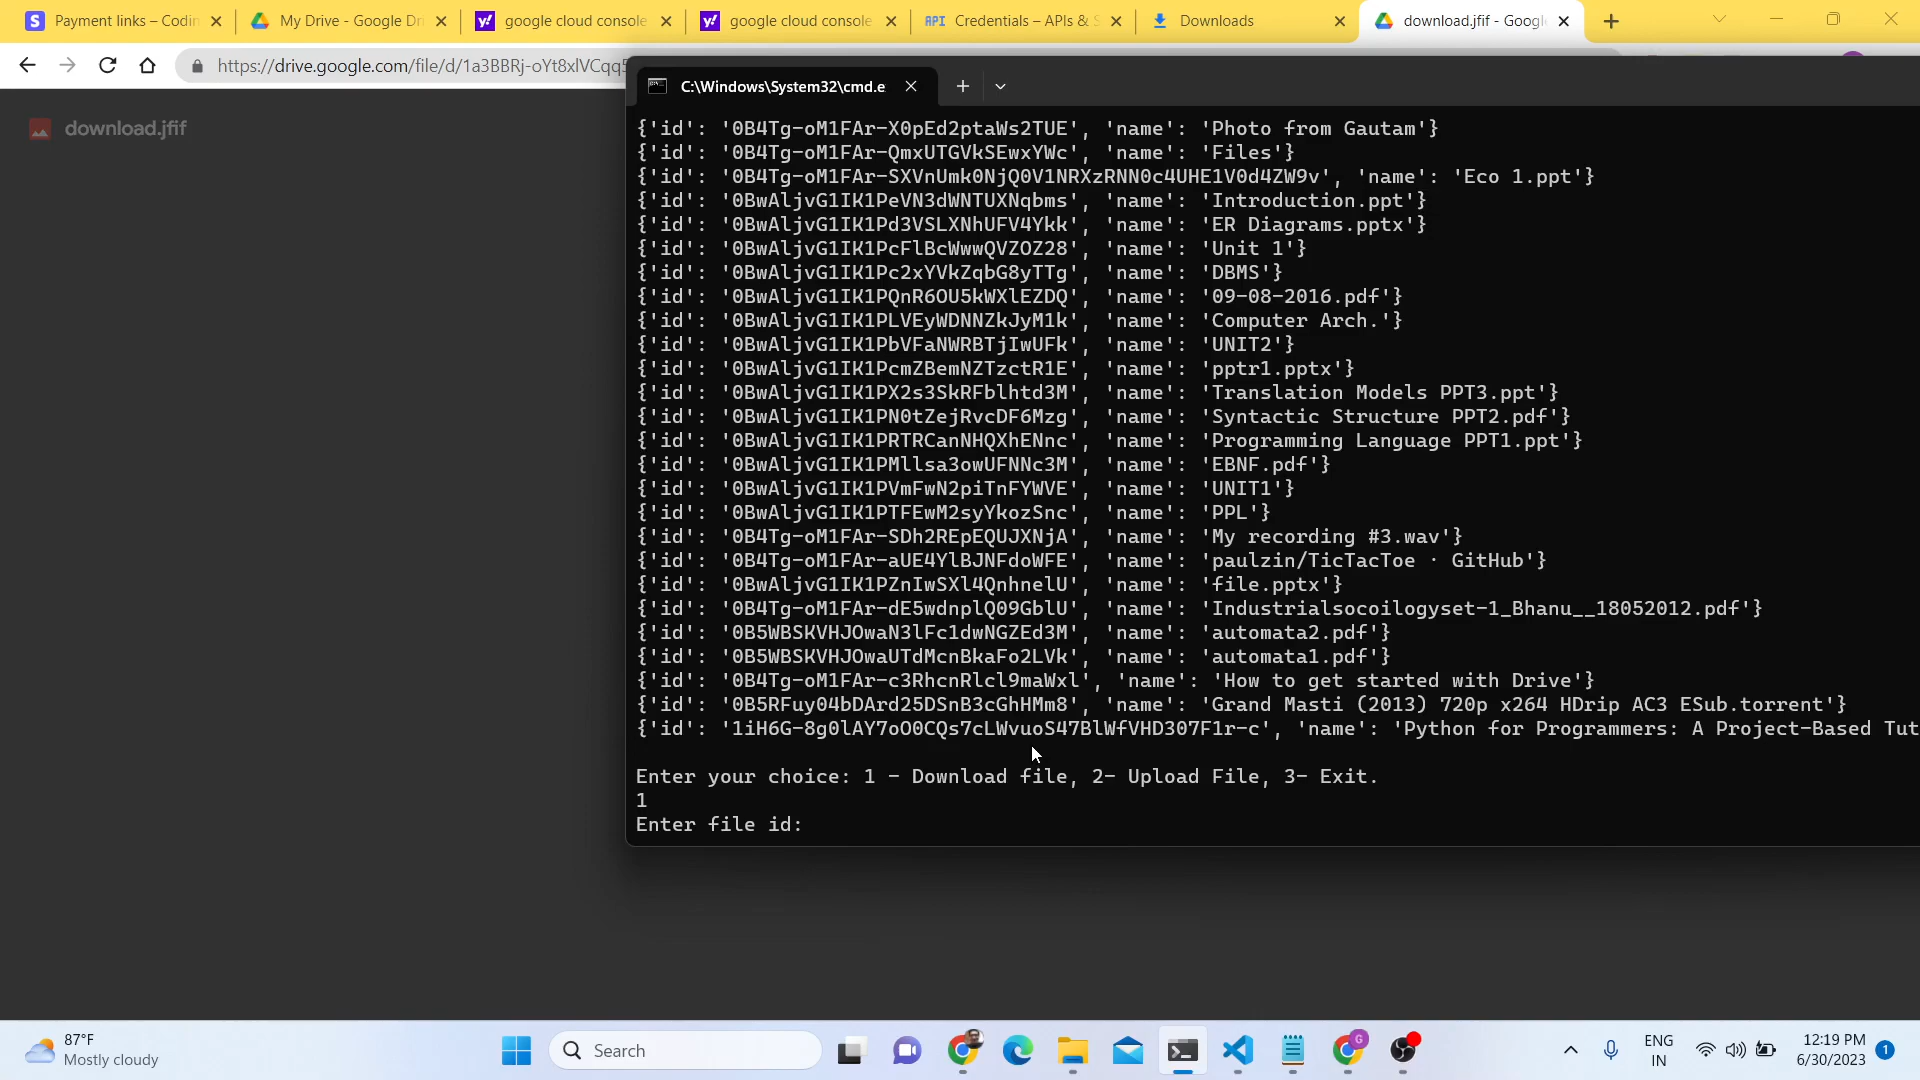 Payment links – Codin
My Drive - Google Dri
google cloud console
google cloud console
API Credentials – APIs & S
Downloads
download.jfif - Google
https://drive.google.com/file/d/1a3BBRj-oYt8xlVCqq5
C:\Windows\System32\cmd.e
download.jfif
{'id': '0B4Tg-oM1FAr-X0pEd2ptaWs2TUE', 'name': 'Photo from Gautam'}
{'id': '0B4Tg-oM1FAr-QmxUTGVkSEwxYWc', 'name': 'Files'}
{'id': '0B4Tg-oM1FAr-SXVnUmk0NjQ0V1NRXzRNN0c4UHE1V0d4ZW9v', 'name': 'Eco 1.ppt'}
{'id': '0BwAljvG1IK1PeVN3dWNTUXNqbms', 'name': 'Introduction.ppt'}
{'id': '0BwAljvG1IK1Pd3VSLXNhUFV4Ykk', 'name': 'ER Diagrams.pptx'}
{'id': '0BwAljvG1IK1PcFlBcWwwQVZOZ28', 'name': 'Unit 1'}
{'id': '0BwAljvG1IK1Pc2xYVkZqbG8yTTg', 'name': 'DBMS'}
{'id': '0BwAljvG1IK1PQnR6OU5kWXlEZDQ', 'name': '09-08-2016.pdf'}
{'id': '0BwAljvG1IK1PLVEyWDNNZkJyM1k', 'name': 'Computer Arch.'}
{'id': '0BwAljvG1IK1PbVFaNWRBTjIwUFk', 'name': 'UNIT2'}
{'id': '0BwAljvG1IK1PcmZBemNZTzctR1E', 'name': 'pptr1.pptx'}
{'id': '0BwAljvG1IK1PX2s3SkRFblhtd3M', 'name': 'Translation Models PPT3.ppt'}
{'id': '0BwAljvG1IK1PN0tZejRvcDF6Mzg', 'name': 'Syntactic Structure PPT2.pdf'}
{'id': '0BwAljvG1IK1PRTRCanNHQXhENnc', 'name': 'Programming Language PPT1.ppt'}
{'id': '0BwAljvG1IK1PMllsa3owUFNNc3M', 'name': 'EBNF.pdf'}
{'id': '0BwAljvG1IK1PVmFwN2piTnFYWVE', 'name': 'UNIT1'}
{'id': '0BwAljvG1IK1PTFEwM2syYkozSnc', 'name': 'PPL'}
{'id': '0B4Tg-oM1FAr-SDh2REpEQUJXNjA', 'name': 'My recording #3.wav'}
{'id': '0B4Tg-oM1FAr-aUE4YlBJNFdoWFE', 'name': 'paulzin/TicTacToe · GitHub'}
{'id': '0BwAljvG1IK1PZnIwSXl4QnhnelU', 'name': 'file.pptx'}
{'id': '0B4Tg-oM1FAr-dE5wdnplQ09GblU', 'name': 'Industrialsocoilogyset-1_Bhanu__18052012.pdf'}
{'id': '0B5WBSKVHJOwaN3lFc1dwNGZEd3M', 'name': 'automata2.pdf'}
{'id': '0B5WBSKVHJOwaUTdMcnBkaFo2LVk', 'name': 'automata1.pdf'}
{'id': '0B4Tg-oM1FAr-c3RhcnRlcl9maWxl', 'name': 'How to get started with Drive'}
{'id': '0B5RFuy04bDArd25DSnB3cGhHMm8', 'name': 'Grand Masti (2013) 720p x264 HDrip AC3 ESub.torrent'}
{'id': '1iH6G-8g0lAY7oO0CQs7cLWvuoS47BlWfVHD307F1r-c', 'name': 'Python for Programmers: A Project-Based Tut
Enter your choice: 1 - Download file, 2- Upload File, 3- Exit.
1
Enter file id:
87°F
Mostly cloudy
Search
ENG
IN
12:19 PM
6/30/2023
1